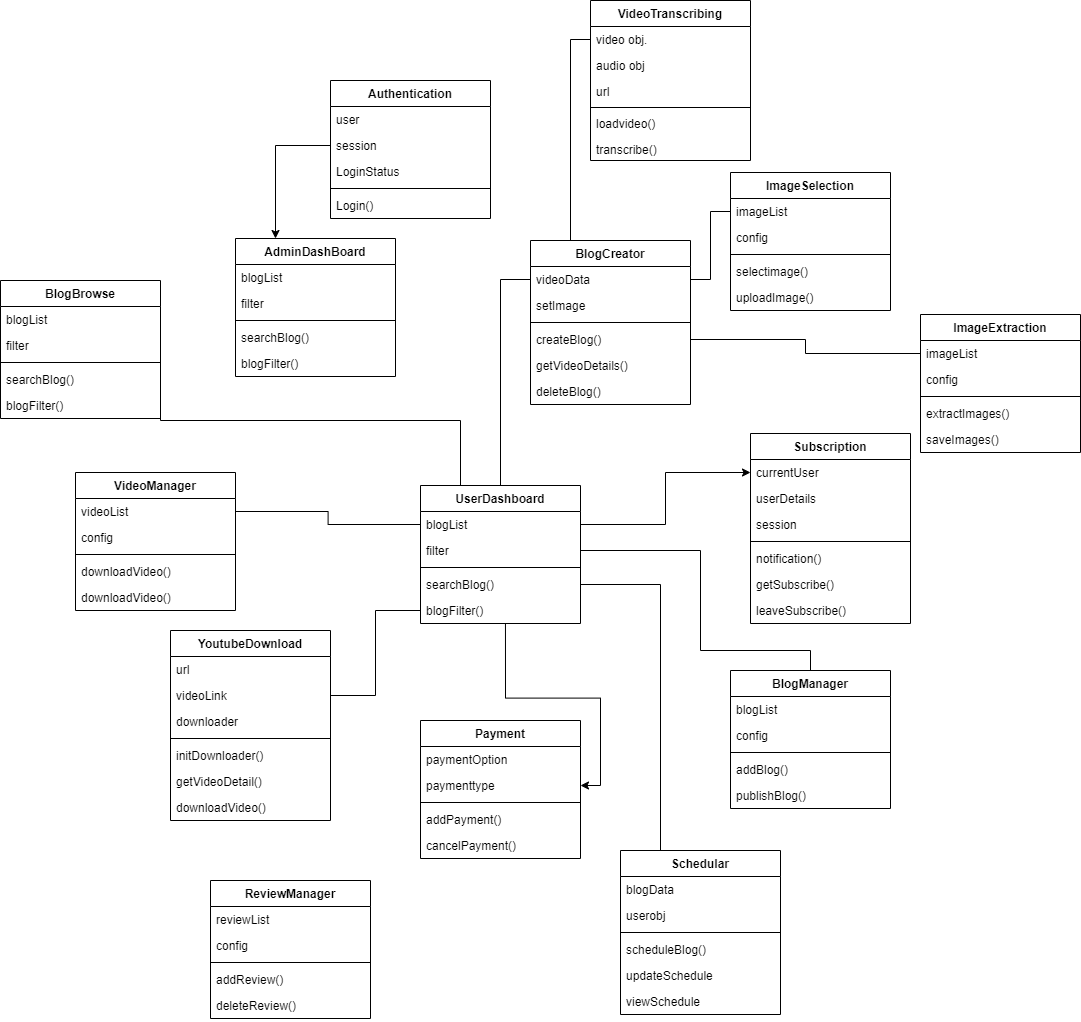 VideoTranscribing
video obj.
audio obj
url
loadvideo()
transcribe()
Authentication
user
session
LoginStatus
Login()
ImageSelection
imageList
config
selectimage()
uploadImage()
AdminDashBoard
blogList
filter
searchBlog()
blogFilter()
BlogCreator
videoData
setImage
createBlog()
getVideoDetails()
deleteBlog()
BlogBrowse
blogList
filter
searchBlog()
blogFilter()
ImageExtraction
imageList
config
extractImages()
saveImages()
Subscription
currentUser
userDetails
session
notification()
getSubscribe()
leaveSubscribe()
VideoManager
videoList
config
downloadVideo()
downloadVideo()
UserDashboard
blogList
filter
searchBlog()
blogFilter()
YoutubeDownload
url
videoLink
downloader
initDownloader()
getVideoDetail()
downloadVideo()
BlogManager
blogList
config
addBlog()
publishBlog()
Payment
paymentOption
paymenttype
addPayment()
cancelPayment()
Schedular
blogData
userobj
scheduleBlog()
updateSchedule
viewSchedule
ReviewManager
reviewList
config
addReview()
deleteReview()